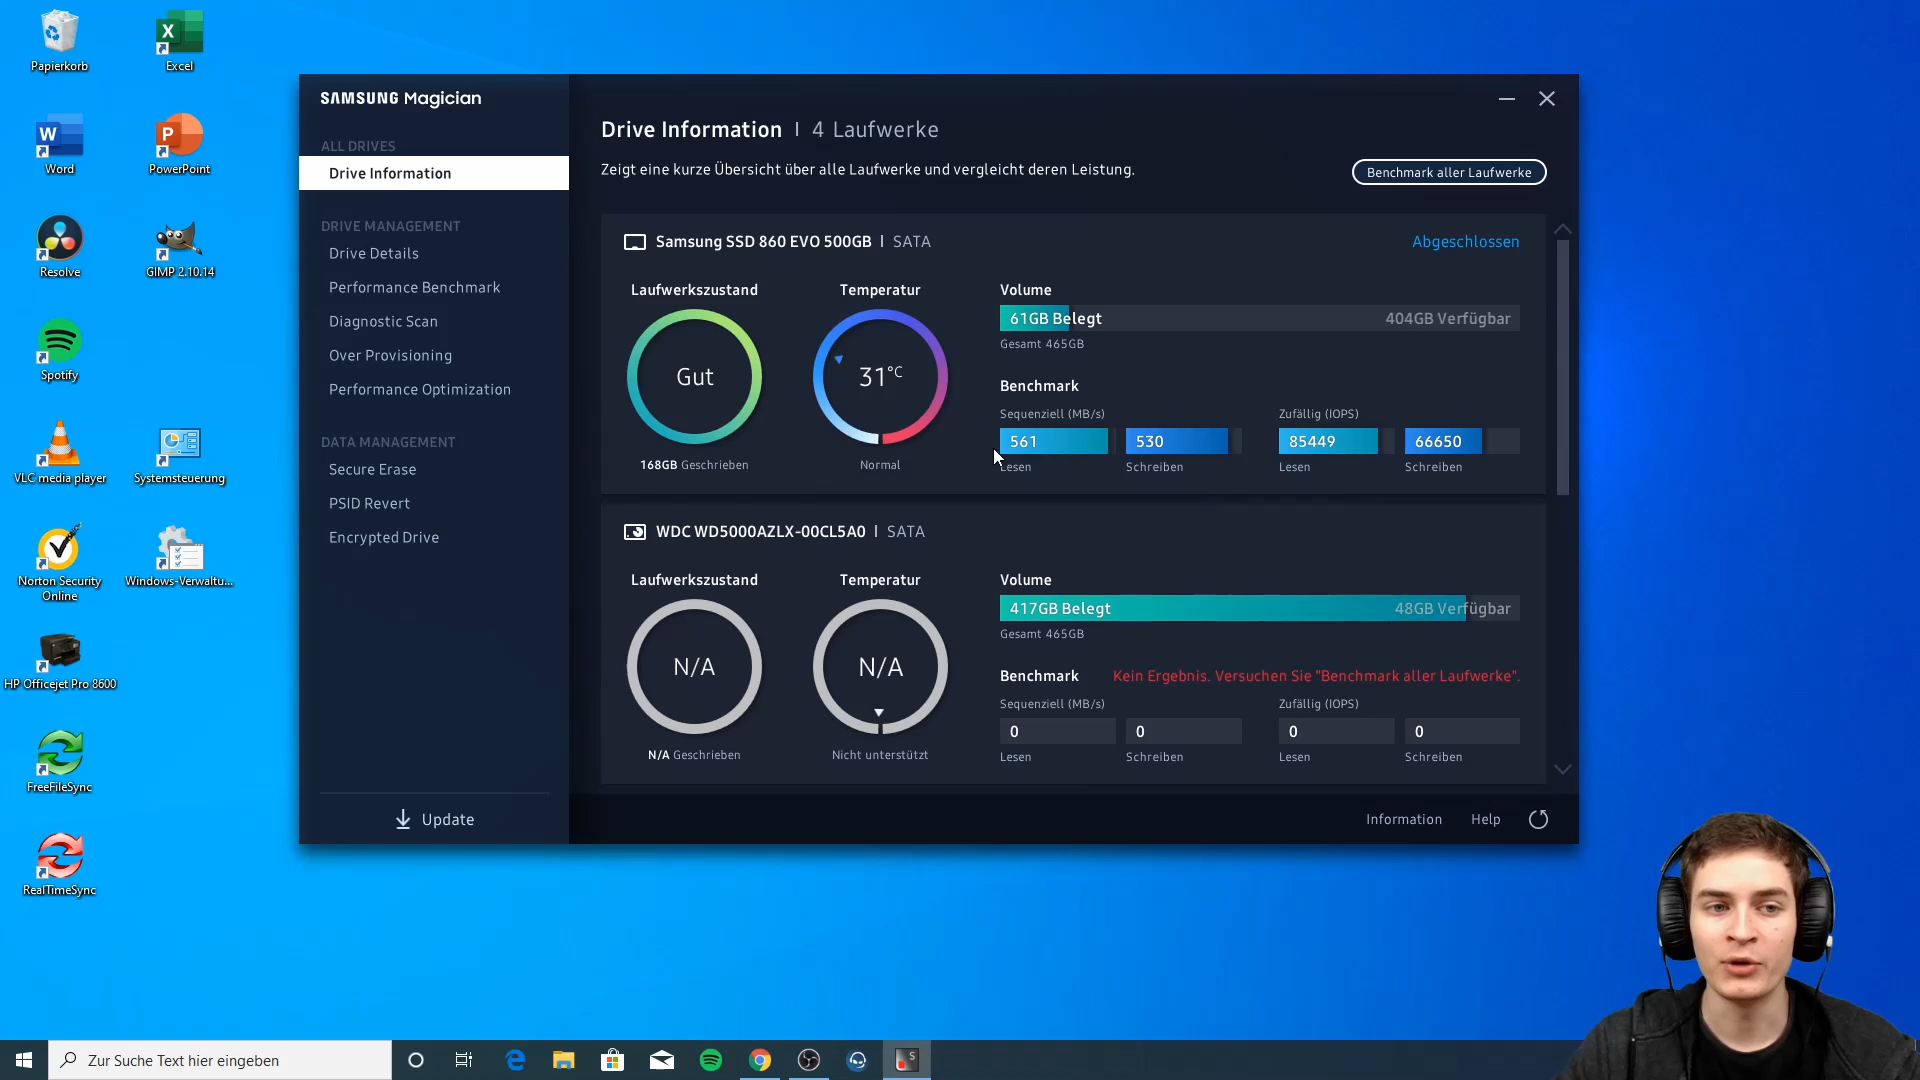 Papierkorb
Excel
Word
PowerPoint
Resolve
GIMP 2.10.14
Spotify
VLC media player
Systemsteuerung
Norton Security
Online
Windows-Verwaltu...
HP Officejet Pro 8600
FreeFileSync
RealTimeSync
SAMSUNG Magician
ALL DRIVES
Drive Information
DRIVE MANAGEMENT
Drive Details
Performance Benchmark
Diagnostic Scan
Over Provisioning
Performance Optimization
DATA MANAGEMENT
Secure Erase
PSID Revert
Encrypted Drive
Update
Drive Information | 4 Laufwerke
Zeigt eine kurze Übersicht über alle Laufwerke und vergleicht deren Leistung.
Benchmark aller Laufwerke
Samsung SSD 860 EVO 500GB | SATA
Abgeschlossen
Laufwerkszustand
Temperatur
Volume
61GB Belegt
404GB Verfügbar
Gesamt 465GB
Gut
31°C
Benchmark
Sequenziell (MB/s)
Zufällig (IOPS)
561
530
85449
66650
168GB Geschrieben
Normal
Lesen
Schreiben
Lesen
Schreiben
WDC WD5000AZLX-00CL5A0 | SATA
Laufwerkszustand
Temperatur
Volume
417GB Belegt
48GB Verfügbar
Gesamt 465GB
N/A
N/A
Benchmark
Kein Ergebnis. Versuchen Sie "Benchmark aller Laufwerke".
Sequenziell (MB/s)
Zufällig (IOPS)
0
0
0
0
N/A Geschrieben
Nicht unterstützt
Lesen
Schreiben
Lesen
Schreiben
Information
Help
Zur Suche Text hier eingeben